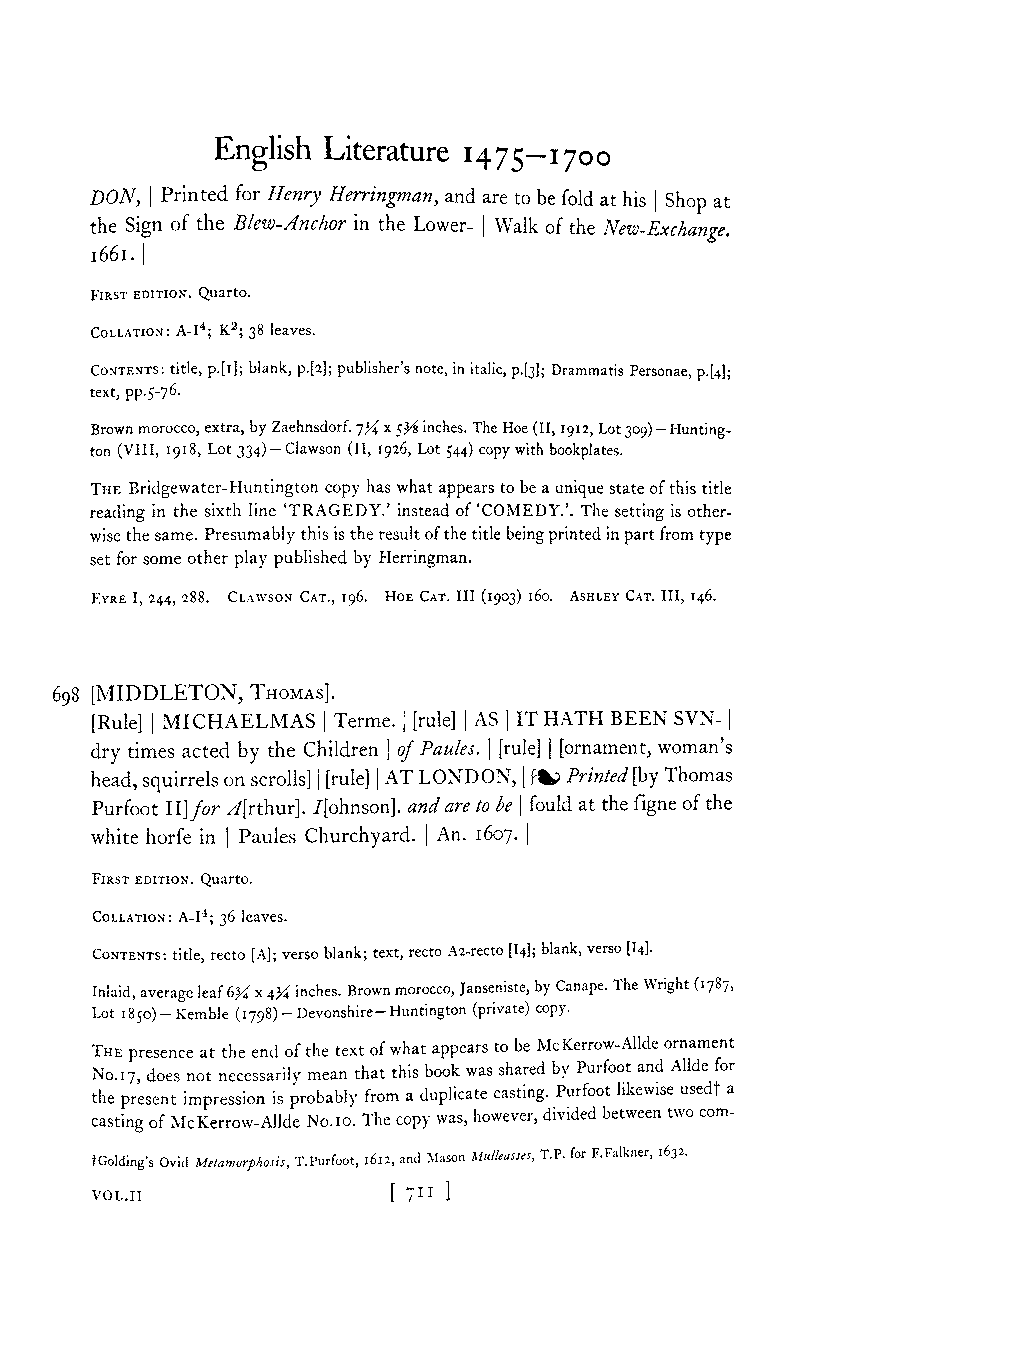 English Literature 1475–1700
DON, | Printed for Henry Herringman, and are to be ſold at his | Shop at
the Sign of the Blew-Anchor in the Lower- | Walk of the New-Exchange.
1661. |
First edition. Quarto.
Collation: A-I⁴; K²; 38 leaves.
Contents: title, p.[1]; blank, p.[2]; publisher's note, in italic, p.[3]; Drammatis Personae, p.[4];
text, pp.5-76.
Brown morocco, extra, by Zaehnsdorf. 7¼ x 5⅜ inches. The Hoe (II, 1912, Lot 309)—Hunting-
ton (VIII, 1918, Lot 334)—Clawson (II, 1926, Lot 544) copy with bookplates.
The Bridgewater-Huntington copy has what appears to be a unique state of this title
reading in the sixth line 'TRAGEDY.' instead of 'COMEDY.'. The setting is other-
wise the same. Presumably this is the result of the title being printed in part from type
set for some other play published by Herringman.
Eyre I, 244, 288. Clawson Cat., 196. Hoe Cat. III (1903) 160. Ashley Cat. III, 146.
698 [MIDDLETON, Thomas].
[Rule] | MICHAELMAS | Terme. | [rule] | AS | IT HATH BEEN SVN- |
dry times acted by the Children | of Paules. | [rule] | [ornament, woman's
head, squirrels on scrolls] | [rule] | AT LONDON, | Printed [by Thomas
Purfoot II] for A[rthur]. I[ohnson]. and are to be | ſould at the ſigne of the
white horſe in | Paules Churchyard. | An. 1607. |
First edition. Quarto.
Collation: A-I⁴; 36 leaves.
Contents: title, recto [A]; verso blank; text, recto A2-recto [I4]; blank, verso [I4].
Inlaid, average leaf 6¾ x 4¾ inches. Brown morocco, Janseniste, by Canape. The Wright (1787,
Lot 1850)—Kemble (1798)—Devonshire—Huntington (private) copy.
The presence at the end of the text of what appears to be McKerrow-Allde ornament
No.17, does not necessarily mean that this book was shared by Purfoot and Allde for
the present impression is probably from a duplicate casting. Purfoot likewise used† a
casting of McKerrow-Allde No.10. The copy was, however, divided between two com-
†Golding's Ovid Metamorphosis, T.Purfoot, 1612, and Mason Mulleasses, T.P. for F.Falkner, 1632.
VOL.II [ 711 ]